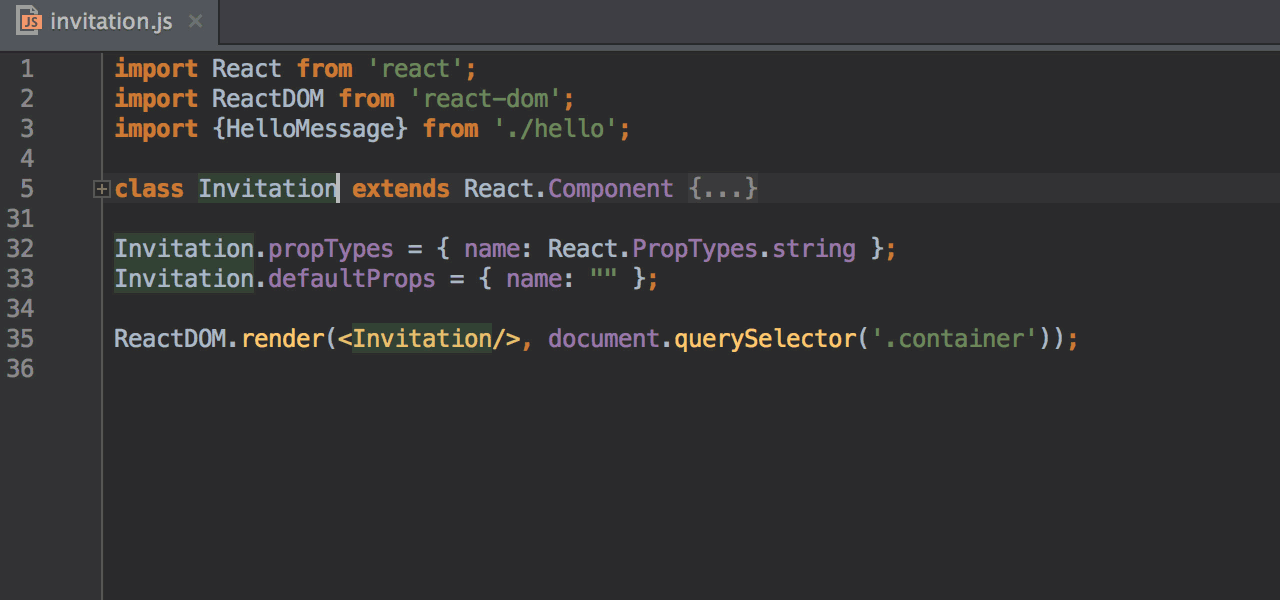 JS invitation.js ×
1 import React from 'react';
2 import ReactDOM from 'react-dom';
3 import {HelloMessage} from './hello';
4
5 class Invitation extends React.Component {...}
31
32 Invitation.propTypes = { name: React.PropTypes.string };
33 Invitation.defaultProps = { name: "" };
34
35 ReactDOM.render(<Invitation/>, document.querySelector('.container'));
36